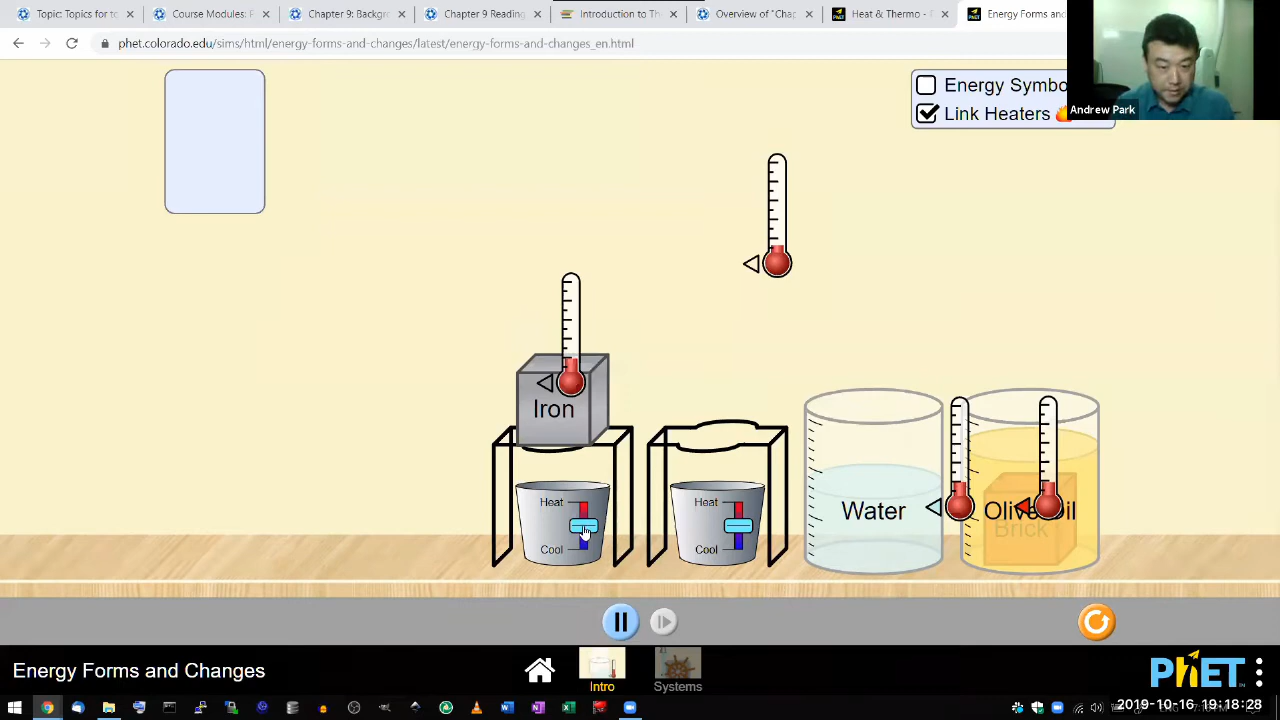 Topic: Topics for to
Course Modules: F
Chapter 9: Backgr
Chapter 9 Reading
Introduction to Th
Overview of "Chap
Heat & Thermo - P
Energy Forms and
phet.colorado.edu/sims/html/energy-forms-and-changes/latest/energy-forms-and-changes_en.html
Energy Symbo
Link Heaters
Andrew Park
Iron
Heat
Cool
Heat
Cool
Water
Olive Oil
Brick
Energy Forms and Changes
Intro
Systems
PhET
2019-10-16 19:18:28